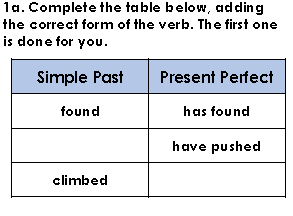 1a. Complete the table below, adding
the correct form of the verb. The first one
is done for you.
Simple Past Present Perfect
found has found
have pushed
climbed